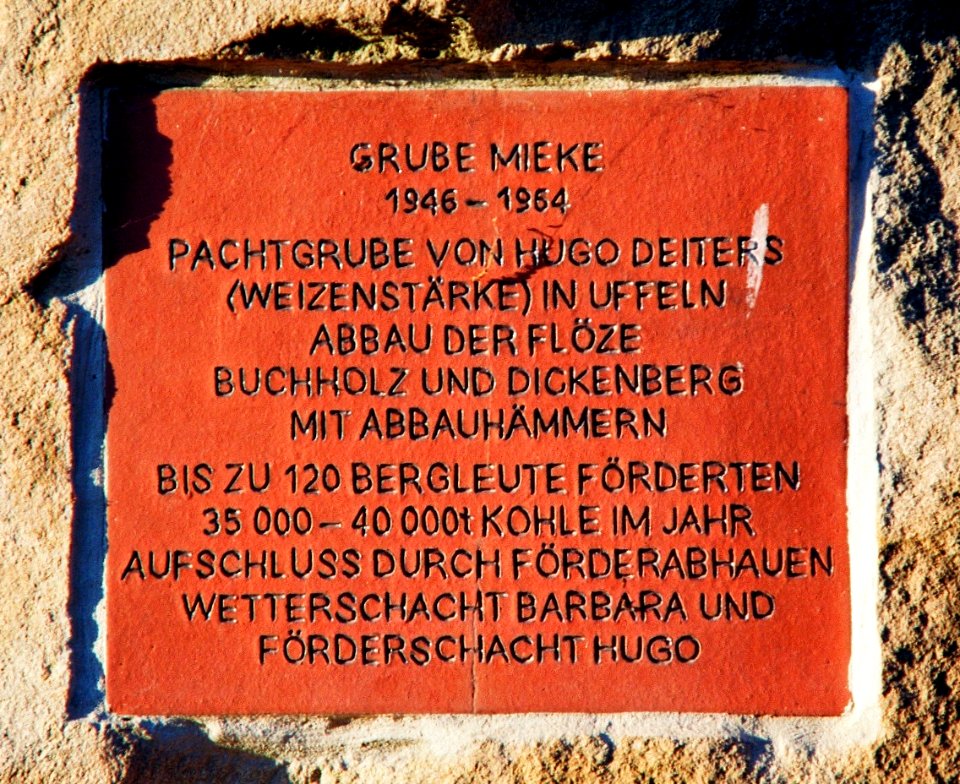 GRUBE MIEKE
1946 – 1964
PACHTGRUBE VON HUGO DEITERS
(WEIZENSTÄRKE) IN UFFELN
ABBAU DER FLÖZE
BUCHHOLZ UND DICKENBERG
MIT ABBAUHÄMMERN
BIS ZU 120 BERGLEUTE FÖRDERTEN
35 000 – 40 000t KOHLE IM JAHR
AUFSCHLUSS DURCH FÖRDERABHAUEN
WETTERSCHACHT BARBARA UND
FÖRDERSCHACHT HUGO